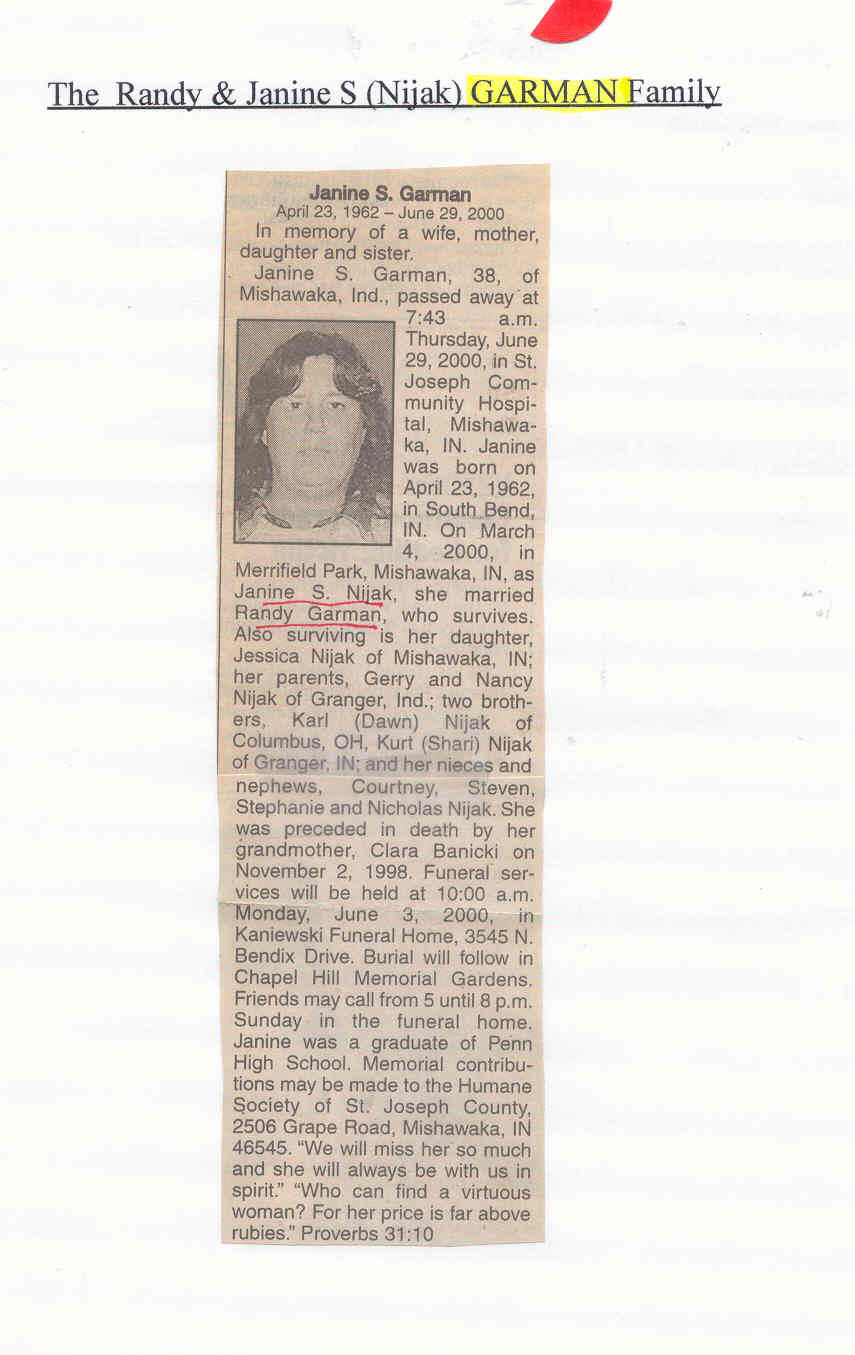 The Randy & Janine S (Nijak) GARMAN Family
Janine S. Garman
April 23, 1962 – June 29, 2000
In memory of a wife, mother,
daughter and sister.
Janine S. Garman, 38, of
Mishawaka, Ind., passed away at
7:43 a.m.
Thursday, June
29, 2000, in St.
Joseph Com-
munity Hospi-
tal, Mishawa-
ka, IN. Janine
was born on
April 23, 1962,
in South Bend,
IN. On March
4, 2000, in
Merrifield Park, Mishawaka, IN, as
Janine S. Nijak, she married
Randy Garman, who survives.
Also surviving is her daughter,
Jessica Nijak of Mishawaka, IN;
her parents, Gerry and Nancy
Nijak of Granger, Ind.; two broth-
ers, Karl (Dawn) Nijak of
Columbus, OH, Kurt (Shari) Nijak
of Granger, IN; and her nieces and
nephews, Courtney, Steven,
Stephanie and Nicholas Nijak. She
was preceded in death by her
grandmother, Clara Banicki on
November 2, 1998. Funeral ser-
vices will be held at 10:00 a.m.
Monday, June 3, 2000, in
Kaniewski Funeral Home, 3545 N.
Bendix Drive. Burial will follow in
Chapel Hill Memorial Gardens.
Friends may call from 5 until 8 p.m.
Sunday in the funeral home.
Janine was a graduate of Penn
High School. Memorial contribu-
tions may be made to the Humane
Society of St. Joseph County,
2506 Grape Road, Mishawaka, IN
46545. “We will miss her so much
and she will always be with us in
spirit.” “Who can find a virtuous
woman? For her price is far above
rubies.” Proverbs 31:10